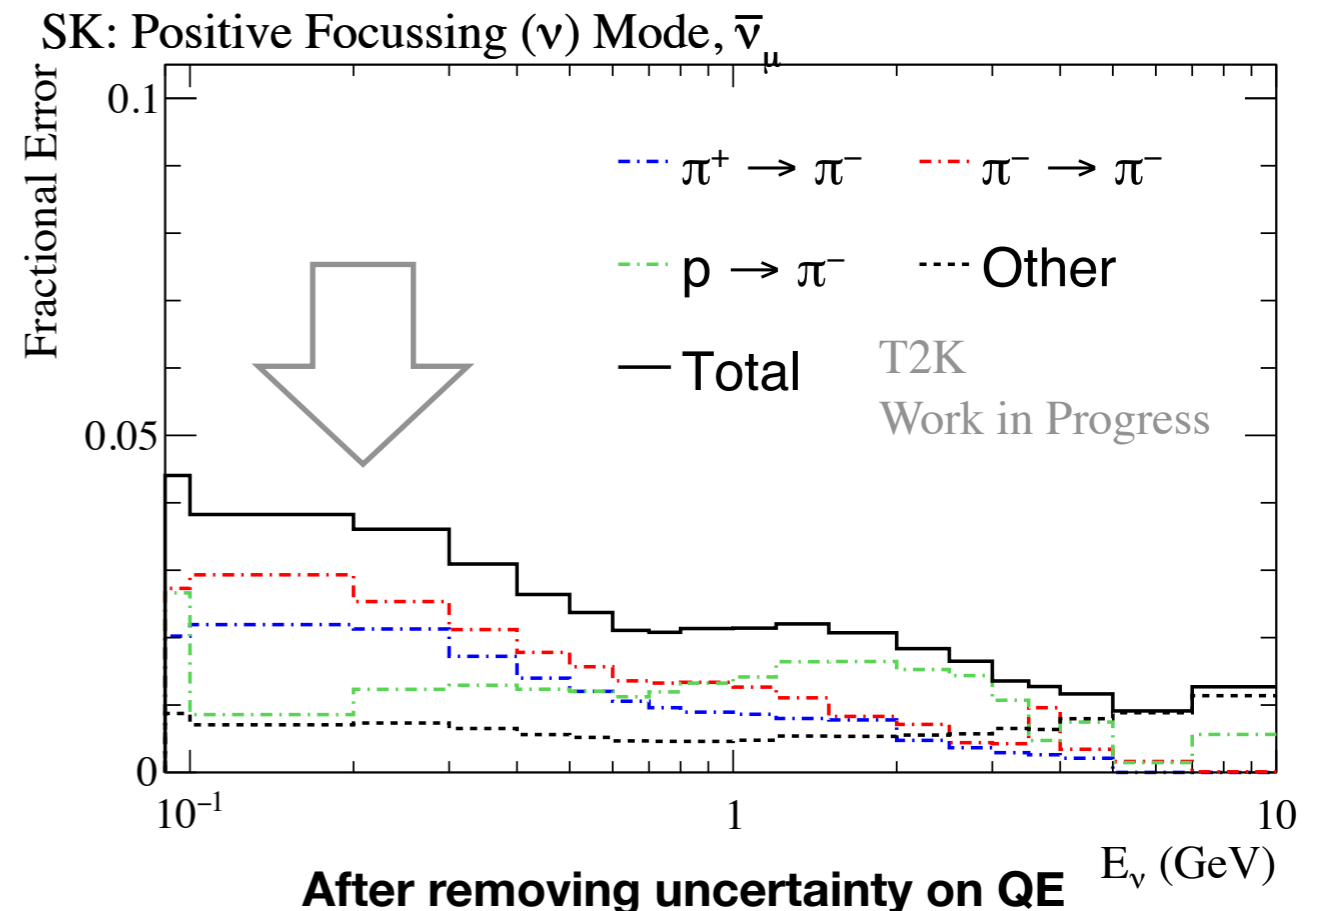 SK: Positive Focussing (ν) Mode, ν̅μ
Fractional Error
0.1
0.05
0
π⁺ → π⁻
π⁻ → π⁻
p → π⁻
Other
Total
T2K
Work in Progress
10⁻¹
1
10
Eν (GeV)
After removing uncertainty on QE